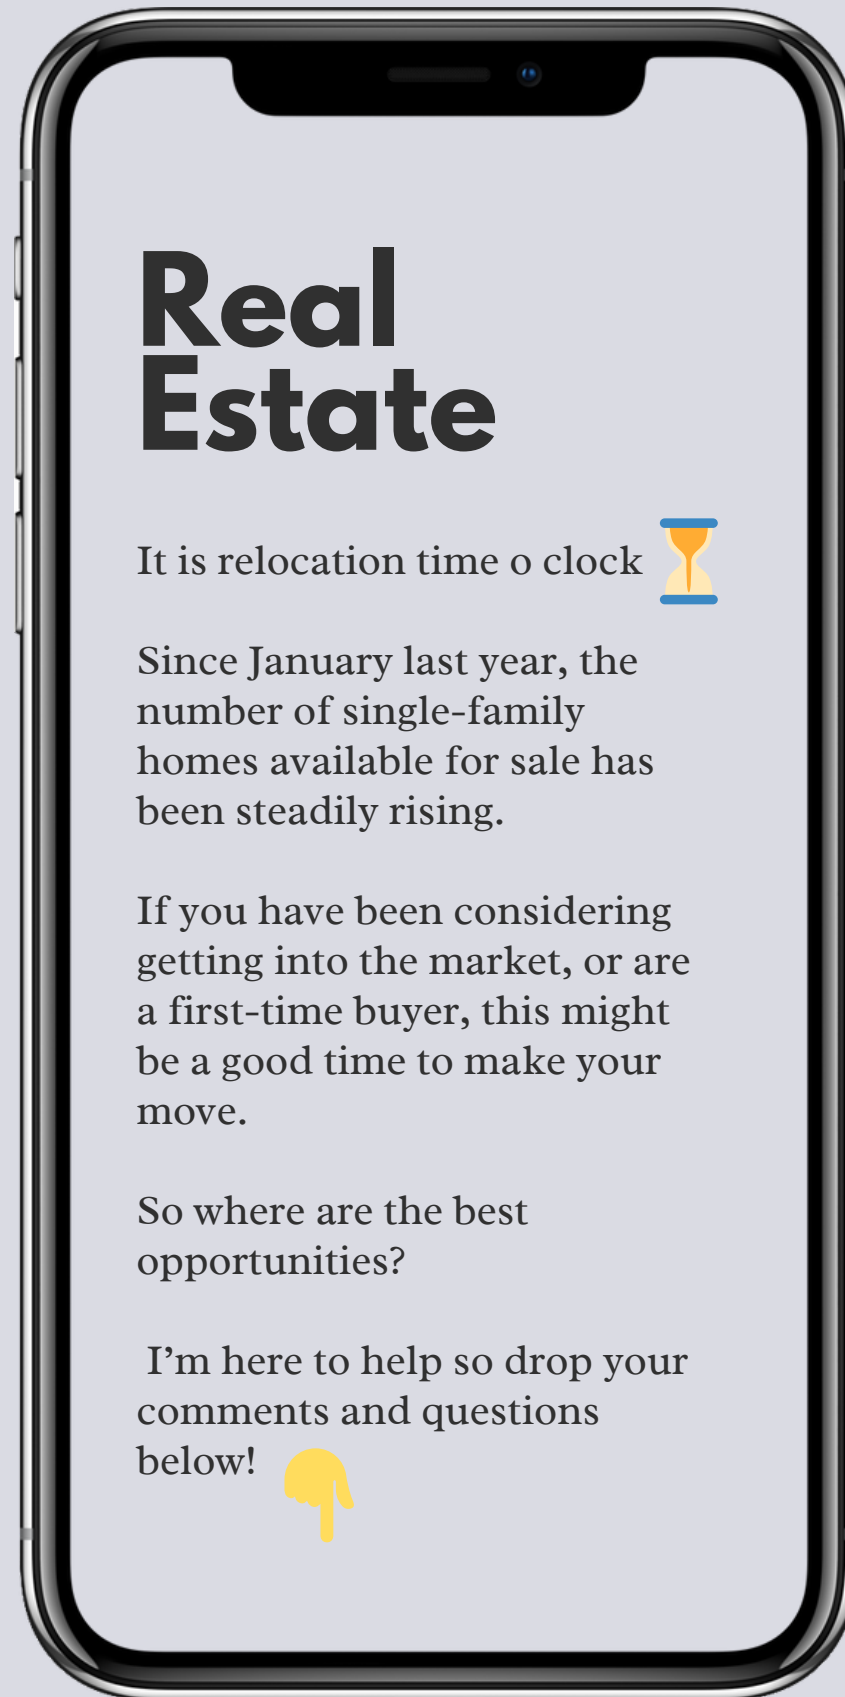 Real
Estate
It is relocation time o clock
Since January last year, the
number of single-family
homes available for sale has
been steadily rising.
If you have been considering
getting into the market, or are
a first-time buyer, this might
be a good time to make your
move.
So where are the best
opportunities?
I’m here to help so drop your
comments and questions
below!